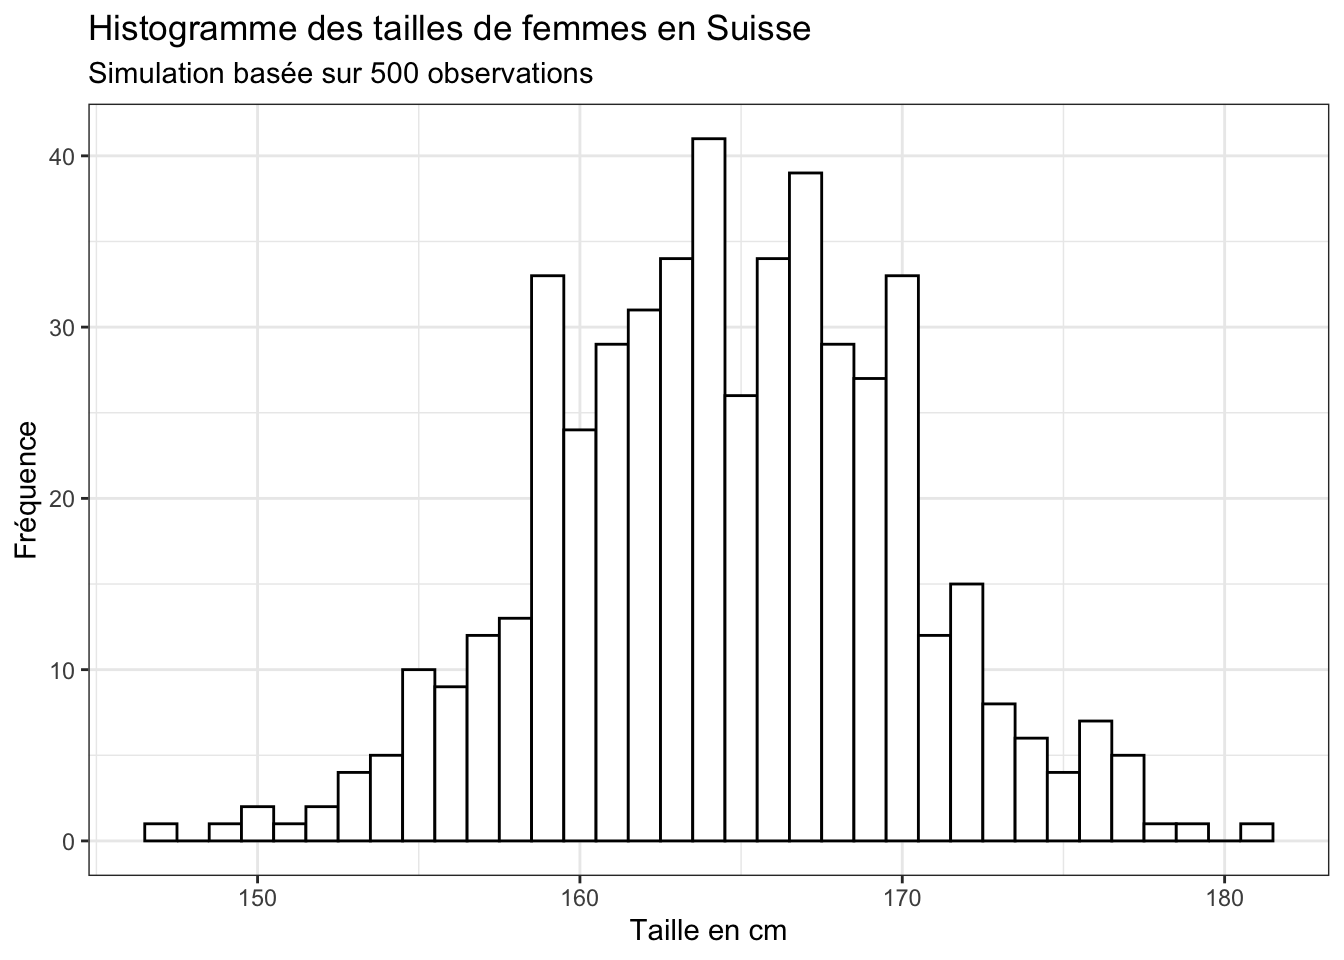 Histogramme des tailles de femmes en Suisse
Simulation basée sur 500 observations
Fréquence
40
30
20
10
0
150
160
170
180
Taille en cm